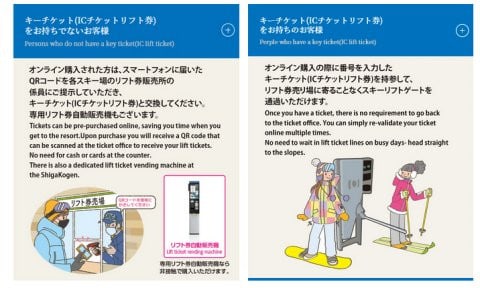 キーチケット(ICチケットリフト券)
をお持ちでないお客様
Persons who do not have a key ticket(IC lift ticket)
オンライン購入された方は、スマートフォンに届いた
QRコードを各スキー場のリフト券販売所の
係員にご提示していただき、
キーチケット(ICチケットリフト券)と交換してください。
専用リフト券自動販売機もございます。
Tickets can be pre-purchased online, saving you time when you
get to the resort.Upon purchase you will receive a QR code that
can be scanned at the ticket office to receive your lift tickets.
No need for cash or cards at the counter.
There is also a dedicated lift ticket vending machine at
the ShigaKogen.
リフト券売場
QRコードを機械に
かざしてください
リフト券自動販売機
Lift ticket vending machine
専用リフト券自動販売機なら
非接触で購入いただけます。
キーチケット(ICチケットリフト券)
をお持ちのお客様
Perple who have a key ticket(IC lift ticket)
オンライン購入の際に番号を入力した
キーチケット(ICチケットリフト券)を持参して、
リフト券売り場に寄ることなくスキーリフトゲートを
通過いただけます。
Once you have a ticket, there is no requirement to go back
to the ticket office. You can simply re-validate your ticket
online multiple times.
No need to wait in lift ticket lines on busy days- head straight
to the slopes.